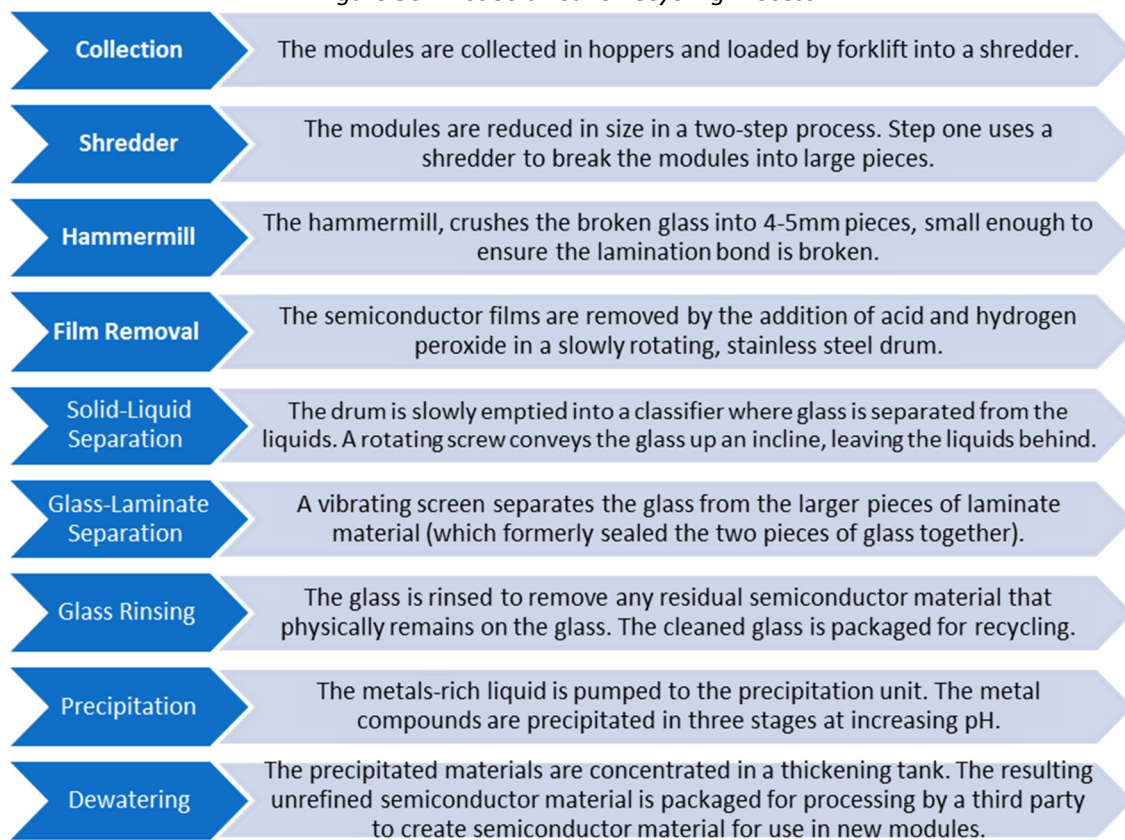 Collection
The modules are collected in hoppers and loaded by forklift into a shredder.
Shredder
The modules are reduced in size in a two-step process. Step one uses a
shredder to break the modules into large pieces.
Hammermill
The hammermill, crushes the broken glass into 4-5mm pieces, small enough to
ensure the lamination bond is broken.
Film Removal
The semiconductor films are removed by the addition of acid and hydrogen
peroxide in a slowly rotating, stainless steel drum.
Solid-Liquid
Separation
The drum is slowly emptied into a classifier where glass is separated from the
liquids. A rotating screw conveys the glass up an incline, leaving the liquids behind.
Glass-Laminate
Separation
A vibrating screen separates the glass from the larger pieces of laminate
material (which formerly sealed the two pieces of glass together).
Glass Rinsing
The glass is rinsed to remove any residual semiconductor material that
physically remains on the glass. The cleaned glass is packaged for recycling.
Precipitation
The metals-rich liquid is pumped to the precipitation unit. The metal
compounds are precipitated in three stages at increasing pH.
Dewatering
The precipitated materials are concentrated in a thickening tank. The resulting
unrefined semiconductor material is packaged for processing by a third party
to create semiconductor material for use in new modules.